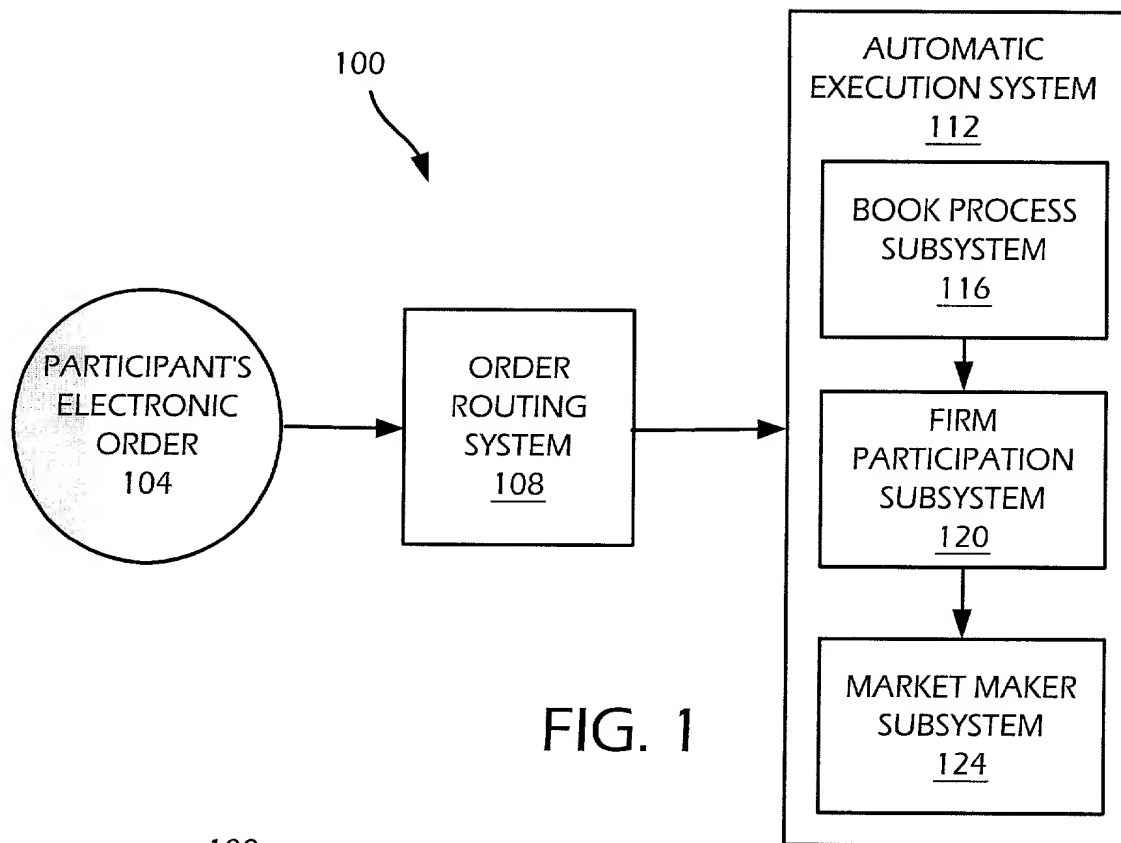 100
PARTICIPANT'S
ELECTRONIC
ORDER
104
ORDER
ROUTING
SYSTEM
108
AUTOMATIC
EXECUTION SYSTEM
112
BOOK PROCESS
SUBSYSTEM
116
FIRM
PARTICIPATION
SUBSYSTEM
120
MARKET MAKER
SUBSYSTEM
124
FIG. 1